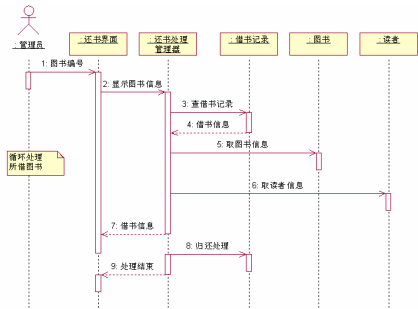 : 管理员
: 还书界面
: 还书处理
管理器
: 借书记录
: 图书
: 读者
1: 图书编号
2: 显示图书信息
3: 查借书记录
4: 借书信息
循环处理
所借图书
5: 取图书信息
6: 取读者信息
7: 借书信息
8: 归还处理
9: 处理结束